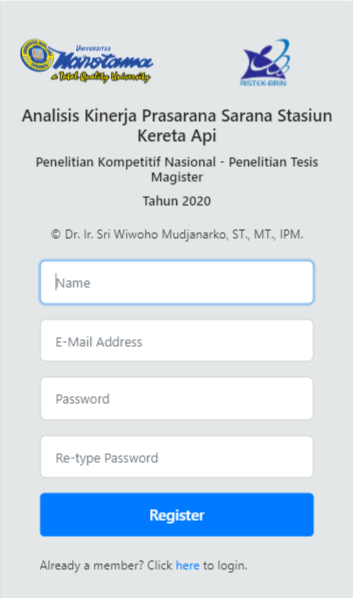 UNIVERSITAS
Narotama
a Total Quality University
RISTEK-BRIN
Analisis Kinerja Prasarana Sarana Stasiun
Kereta Api
Penelitian Kompetitif Nasional - Penelitian Tesis
Magister
Tahun 2020
© Dr. Ir. Sri Wiwoho Mudjanarko, ST., MT., IPM.
Name
E-Mail Address
Password
Re-type Password
Register
Already a member? Click here to login.